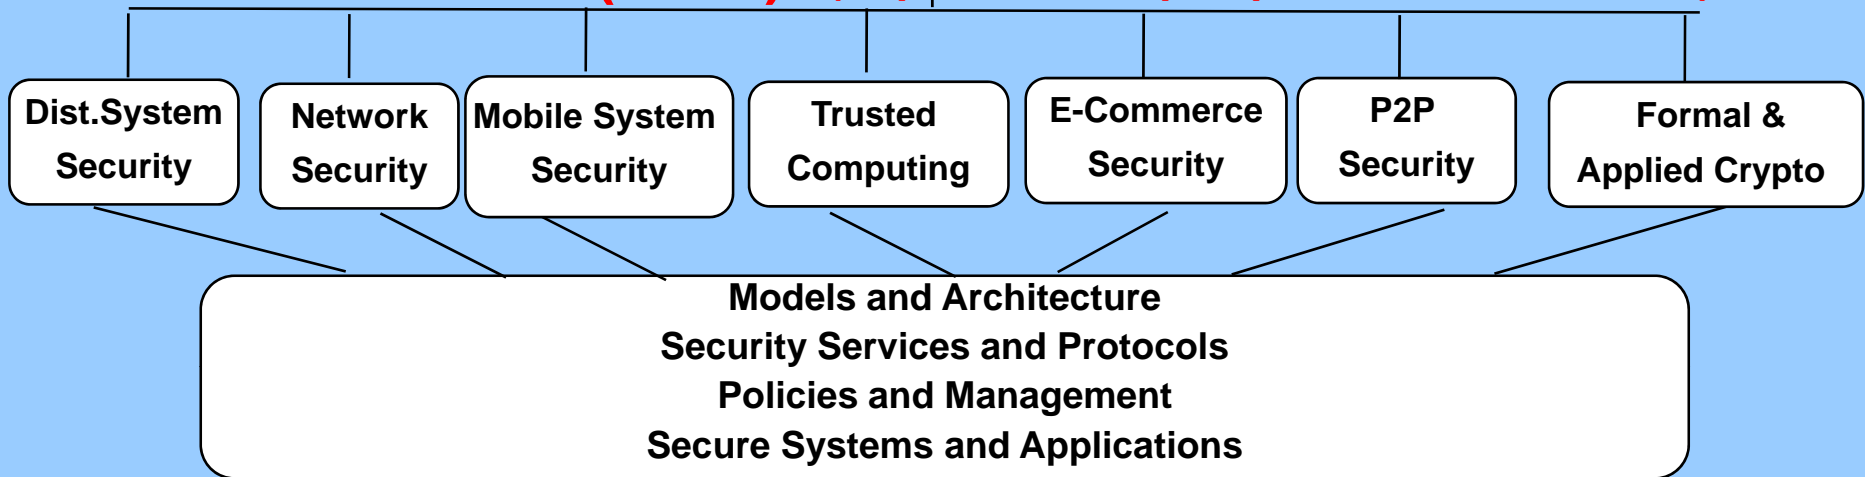 Dist.System
Security
Network
Security
Mobile System
Security
Trusted
Computing
E-Commerce
Security
P2P
Security
Formal &
Applied Crypto
Models and Architecture
Security Services and Protocols
Policies and Management
Secure Systems and Applications